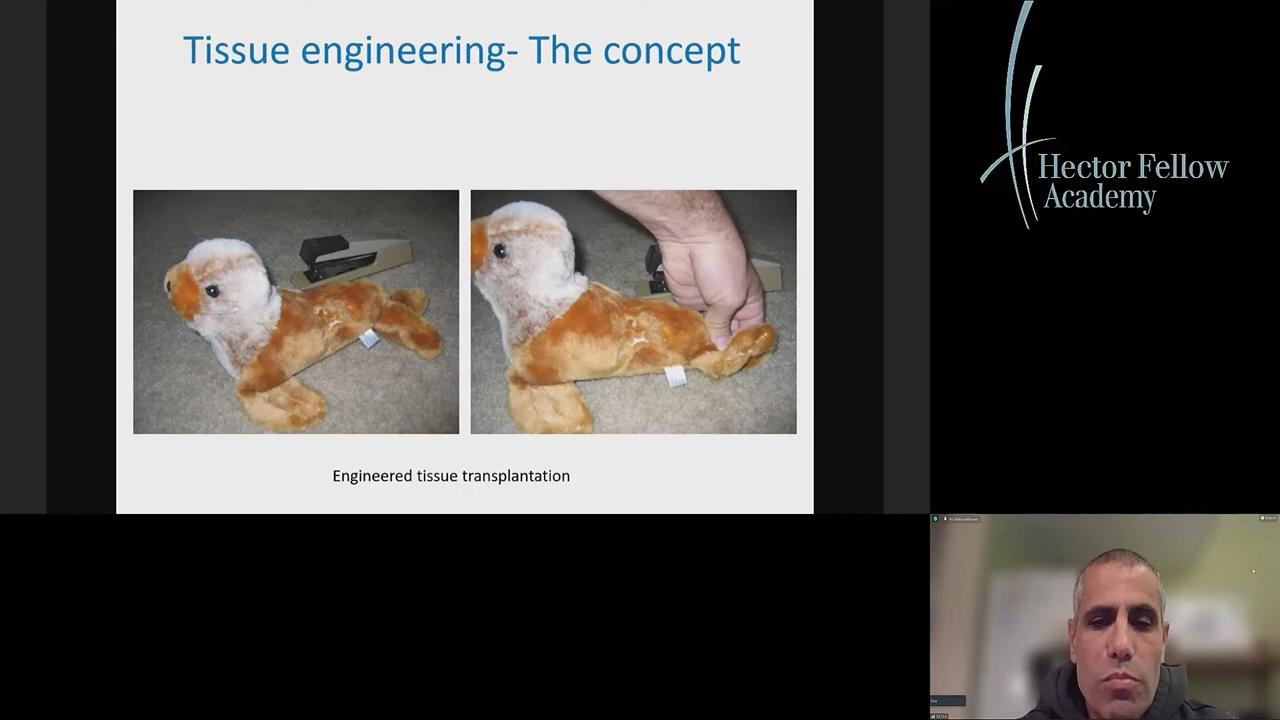 Tissue engineering- The concept
Hector Fellow
Academy
Engineered tissue transplantation